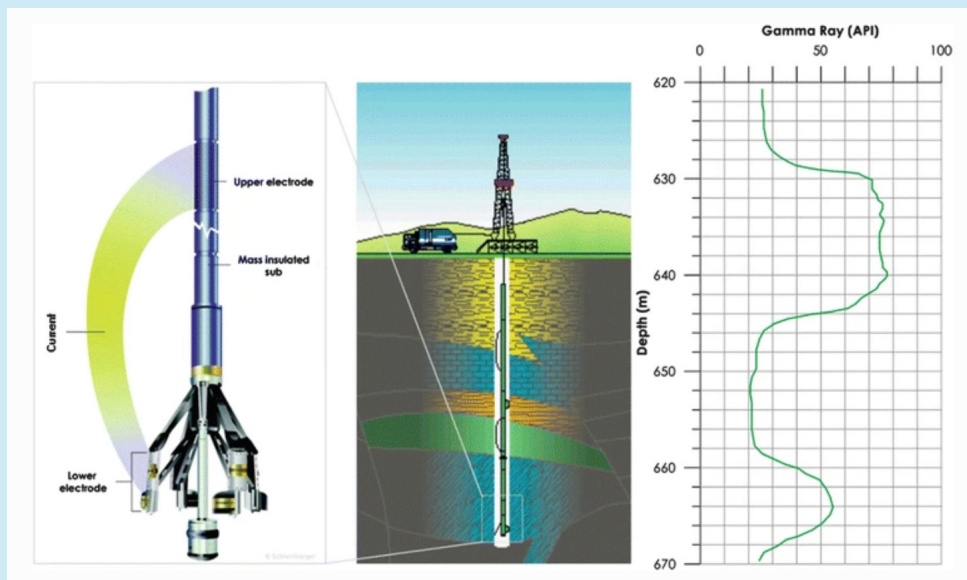 Upper electrode
Mass insulated
sub
Current
Lower
electrode
© Schlumberger
Gamma Ray (API)
0 50 100
Depth (m)
620
630
640
650
660
670